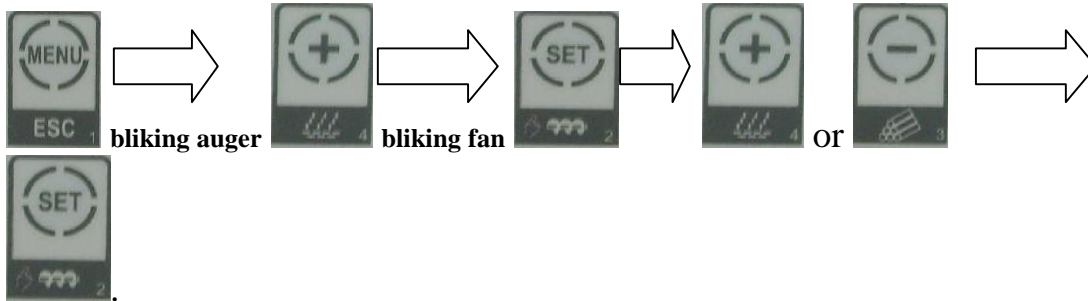 MENU + SET + -
ESC 1 bliking auger 4 bliking fan 2 4 or 3
SET
2 .